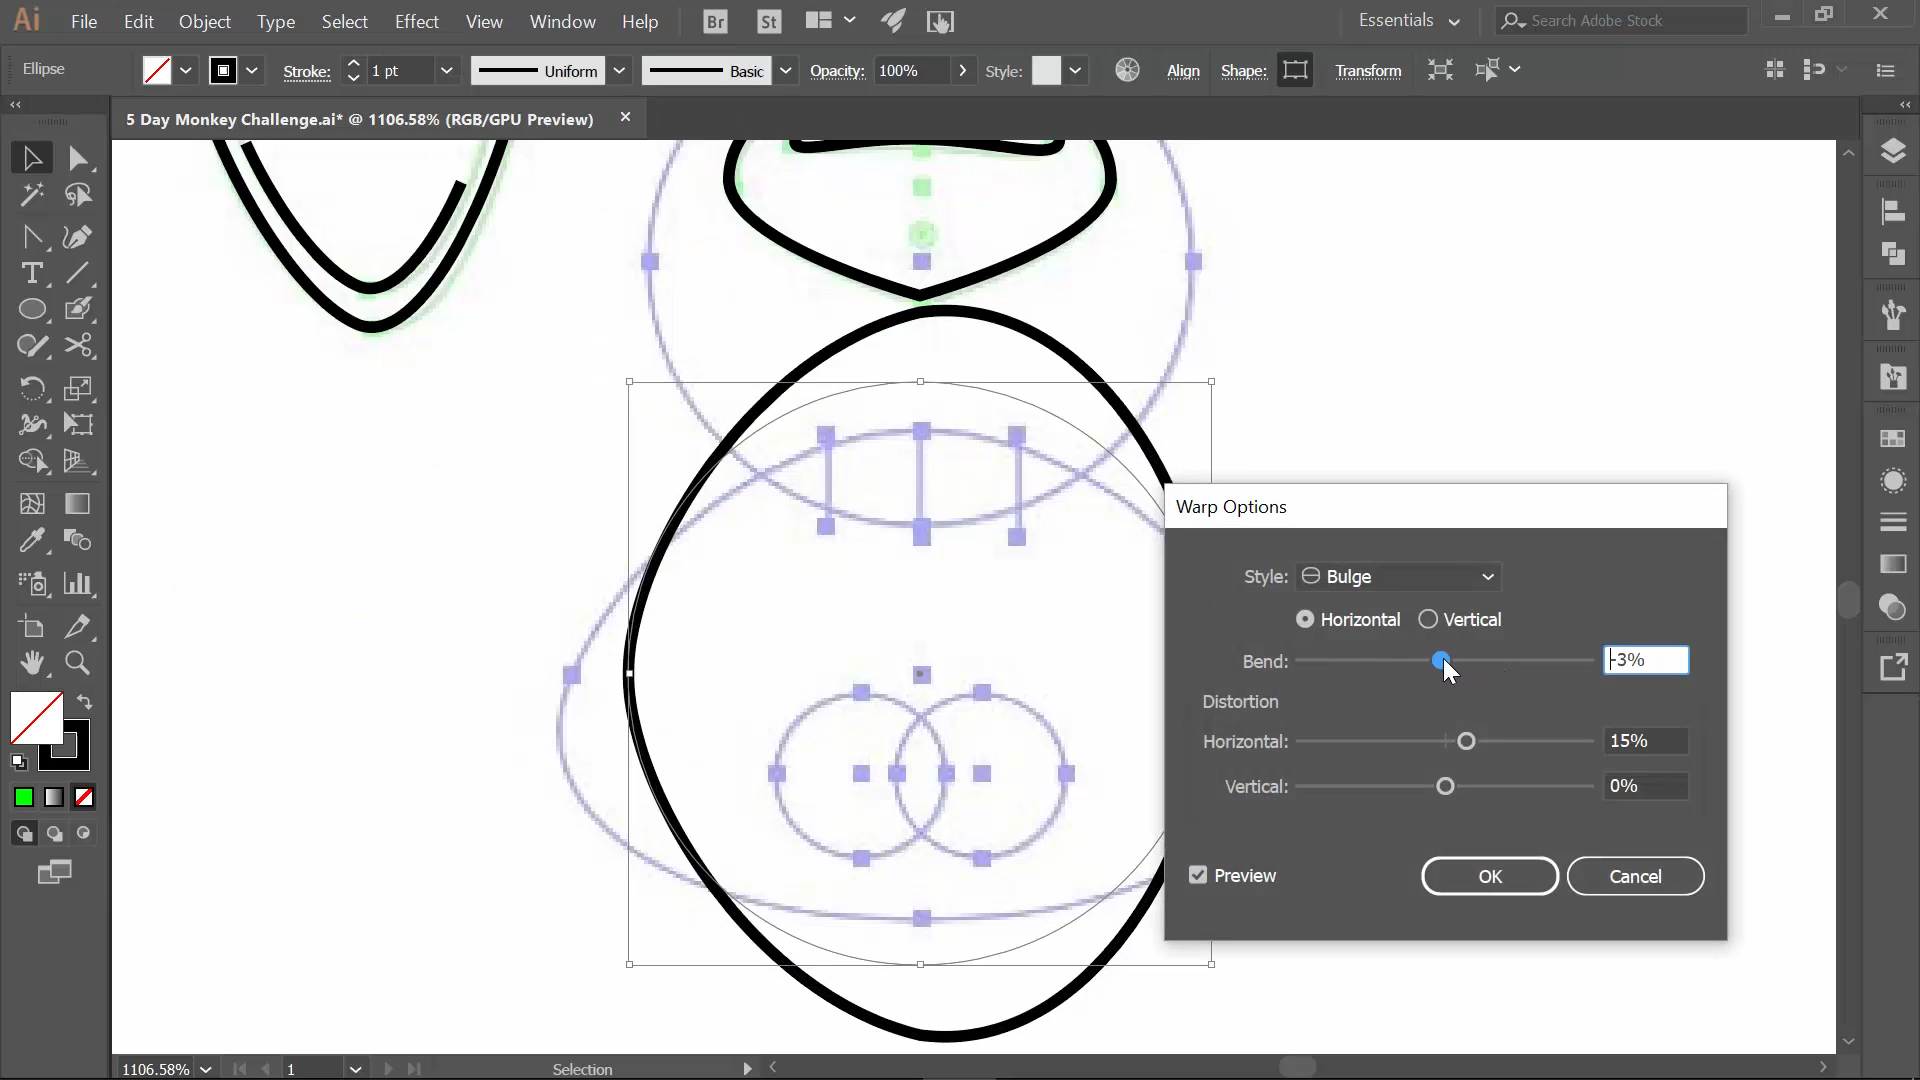 Ai File Edit Object Type Select Effect View Window Help Br St Essentials Search Adobe Stock
Ellipse Stroke: 1 pt Uniform Basic Opacity: 100% Style: Align Shape: Transform
5 Day Monkey Challenge.ai* @ 1106.58% (RGB/GPU Preview)
Warp Options
Style: Bulge
Horizontal Vertical
Bend: -3%
Distortion
Horizontal: 15%
Vertical: 0%
Preview OK Cancel
1106.58% 1 Selection